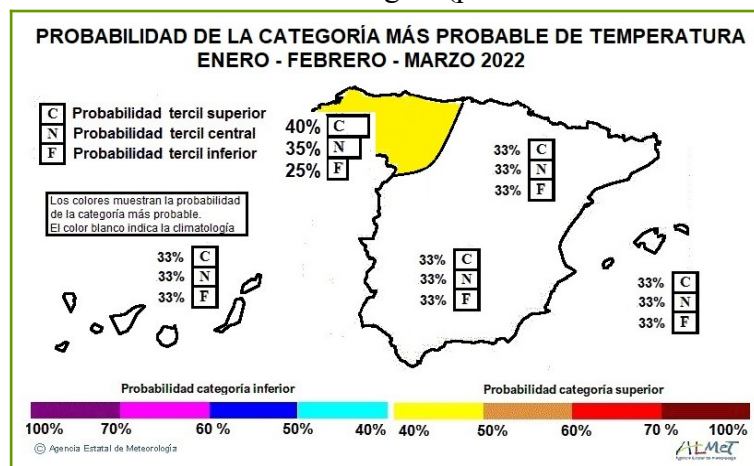 PROBABILIDAD DE LA CATEGORÍA MÁS PROBABLE DE TEMPERATURA
ENERO - FEBRERO - MARZO 2022
C Probabilidad tercil superior
N Probabilidad tercil central
F Probabilidad tercil inferior
40% C
35% N
25% F
33% C
33% N
33% F
Los colores muestran la probabilidad
de la categoría más probable.
El color blanco indica la climatología
33% C
33% N
33% F
33% C
33% N
33% F
33% C
33% N
33% F
Probabilidad categoría inferior
Probabilidad categoría superior
100% 70% 60 % 50% 40% 40% 50% 60% 70 % 100%
© Agencia Estatal de Meteorología
AEMet